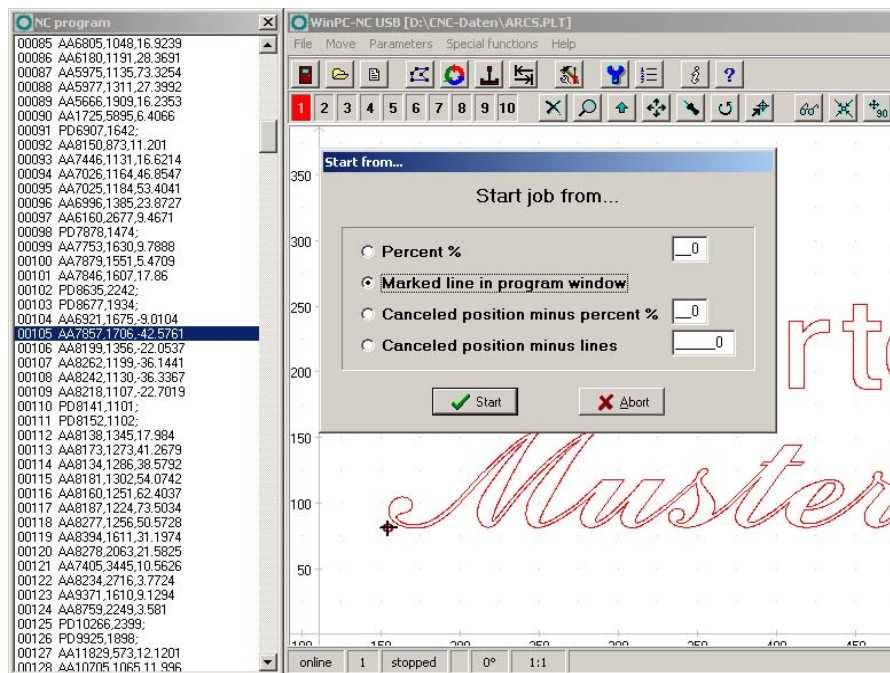 NC program
00085 AA6805,1048,16.9239
00086 AA6180,1191,28.3691
00087 AA5975,1135,73.3254
00088 AA5977,1311,27.3992
00089 AA5666,1909,16.2353
00090 AA1725,5895,6.4066
00091 PD6907,1642;
00092 AA8150,873,11.201
00093 AA7446,1131,16.6214
00094 AA7026,1164,46.8547
00095 AA7025,1184,53.4041
00096 AA6996,1385,23.8727
00097 AA6160,2677,9.4671
00098 PD7878,1474;
00099 AA7753,1630,9.7888
00100 AA7879,1551,5.4709
00101 AA7846,1607,17.86
00102 PD8635,2242;
00103 PD8677,1934;
00104 AA6921,1675,-9.0104
00105 AA7857,1706,-42.5761
00106 AA8199,1356,-22.0537
00107 AA8262,1199,-36.1441
00108 AA8242,1130,-36.3367
00109 AA8218,1107,-22.7019
00110 PD8141,1101;
00111 PD8152,1102;
00112 AA8138,1345,17.984
00113 AA8173,1273,41.2679
00114 AA8134,1286,38.5792
00115 AA8181,1302,54.0742
00116 AA8160,1251,62.4037
00117 AA8187,1224,73.5034
00118 AA8277,1256,50.5728
00119 AA8394,1611,31.1974
00120 AA8278,2063,21.5825
00121 AA7405,3445,10.5626
00122 AA8234,2716,3.7724
00123 AA9371,1610,9.1294
00124 AA8759,2249,3.581
00125 PD10266,2399;
00126 PD9925,1898;
00127 AA11829,573,12.1201
00128 AA10705,1065,11.996
WinPC-NC USB [D:\CNC-Daten\ARCS.PLT]
File Move Parameters Special functions Help
1 2 3 4 5 6 7 8 9 10
90
Start from...
Start job from...
Percent % 0
Marked line in program window
Canceled position minus percent % 0
Canceled position minus lines 0
Start Abort
350
300
250
200
150
100
50
rt
Muster
100 150 200 250 300 350 400 450
online 1 stopped 0° 1:1